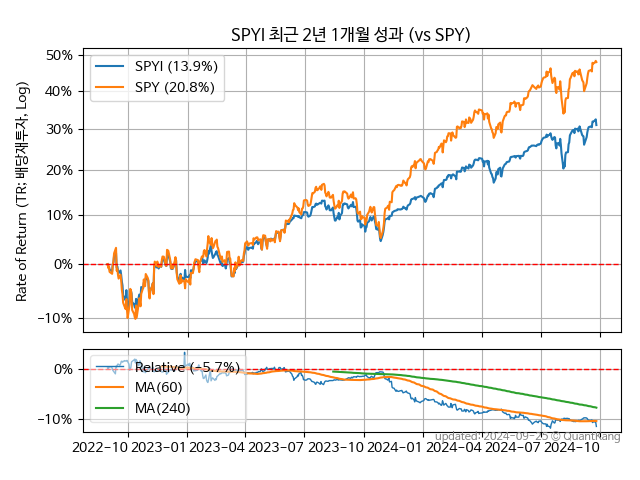 SPYI 최근 2년 1개월 성과 (vs SPY)
Rate of Return (TR: 배당재투자, Log)
50%
40%
30%
20%
10%
0%
−10%
SPYI (13.9%)
SPY (20.8%)
0%
−10%
Relative (−5.7%)
MA(60)
MA(240)
updated: 2024-09-25 © Quantkang
2022−10 2023−01 2023−04 2023−07 2023−10 2024−01 2024−04 2024−07 2024−10